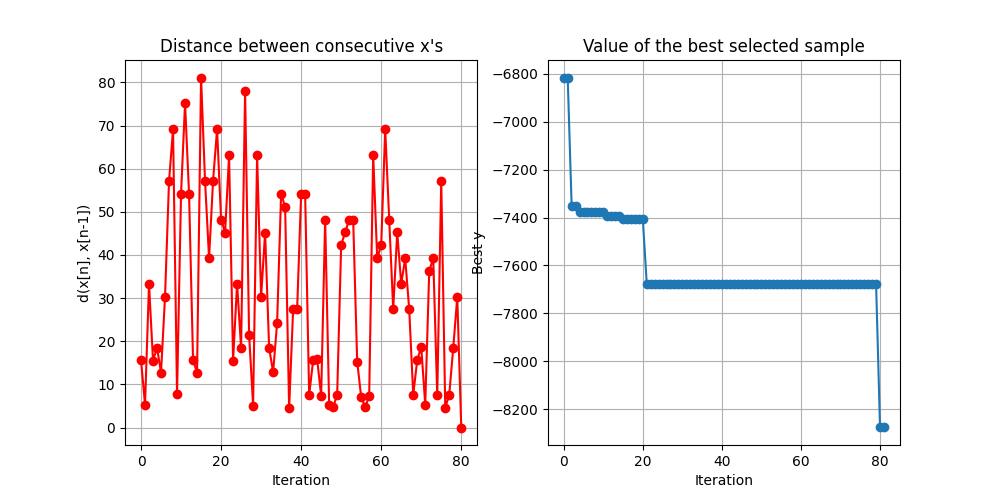 Distance between consecutive x's
d(x[n], x[n-1])
80
70
60
50
40
30
20
10
0
0 20 40 60 80
Iteration
Value of the best selected sample
Best y
−6800
−7000
−7200
−7400
−7600
−7800
−8000
−8200
0 20 40 60 80
Iteration